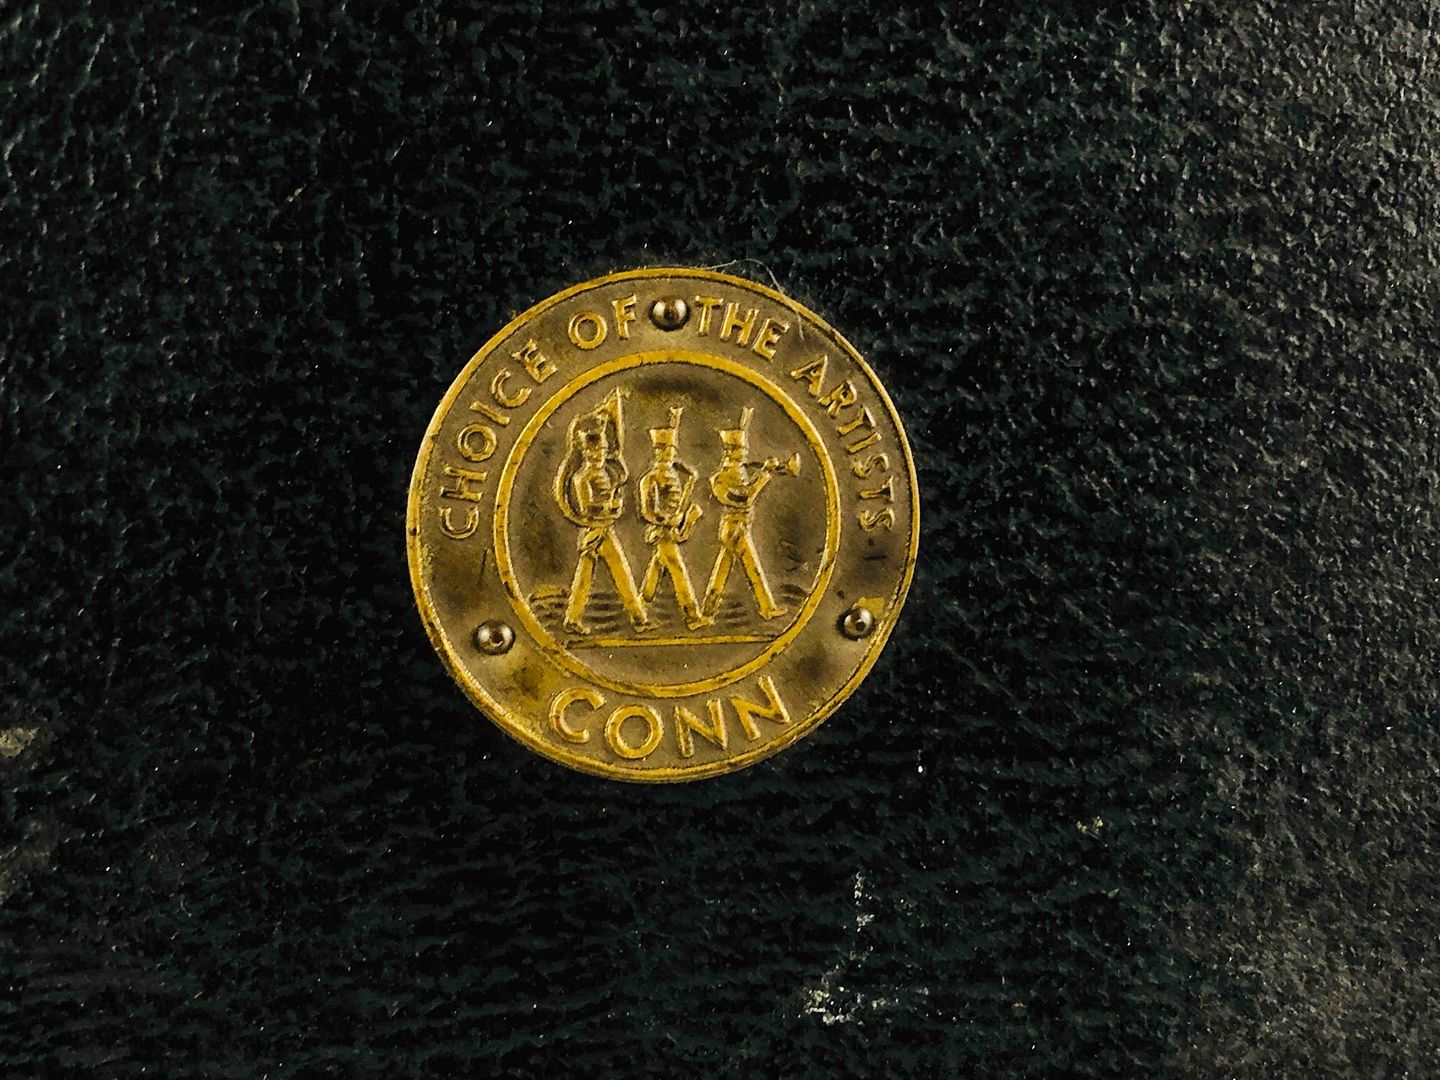 CHOICE OF THE ARTISTS
CONN